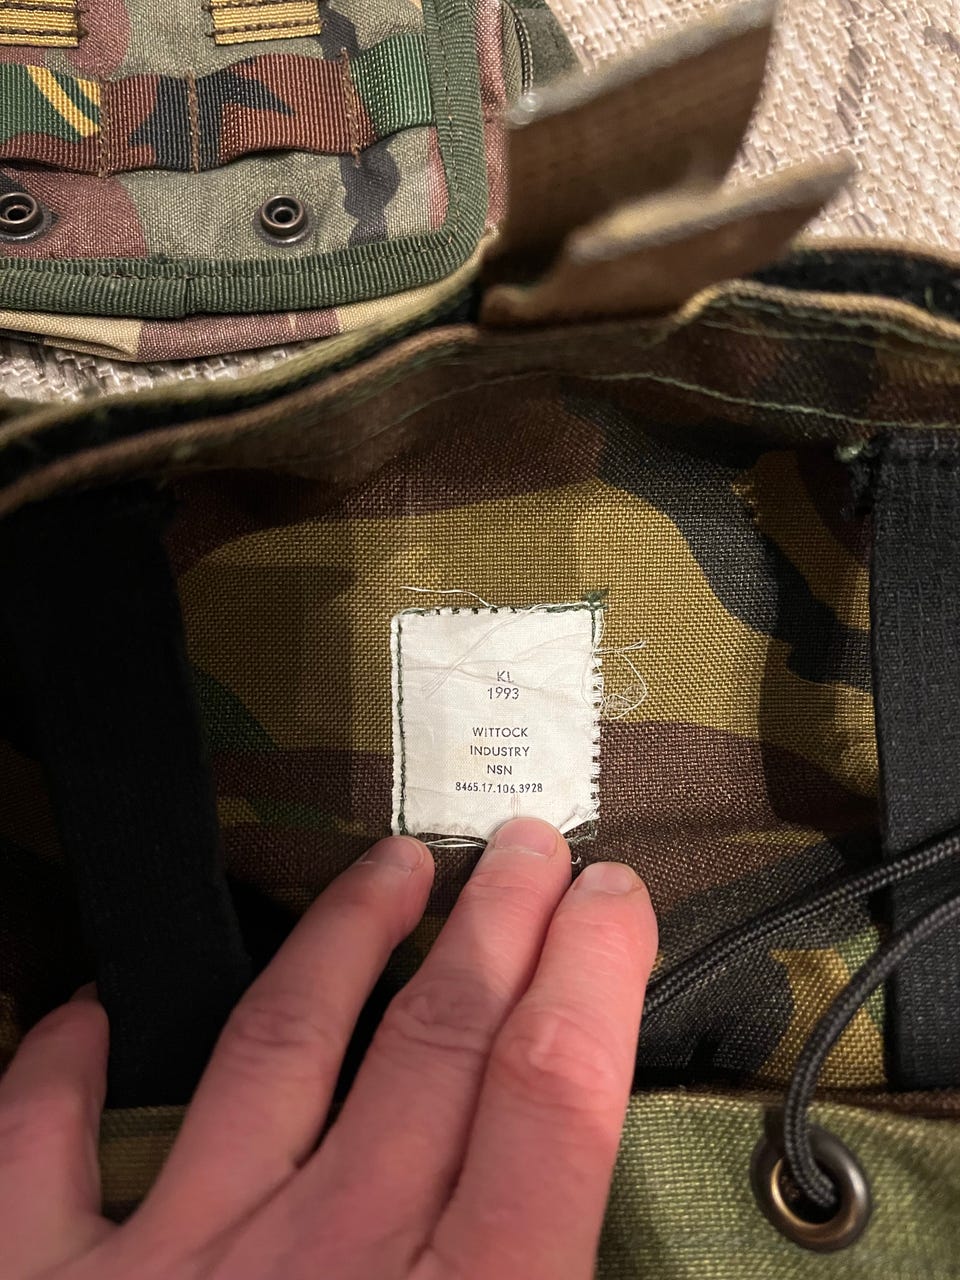 KL
1993
WITTOCK
INDUSTRY
NSN
8465.17.106.3928